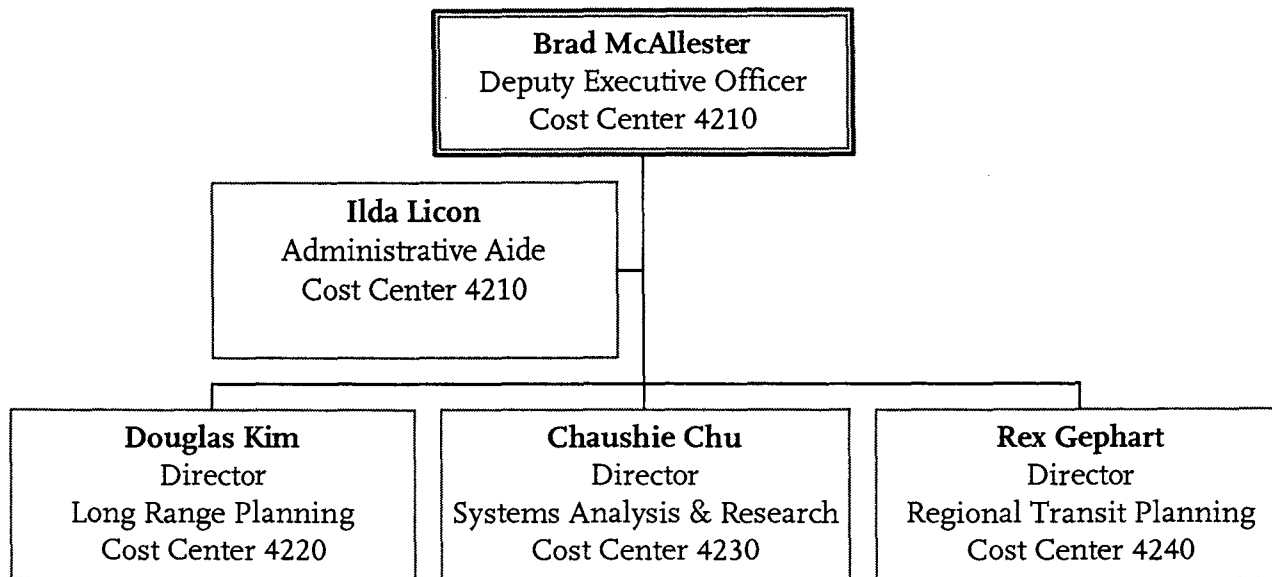 Brad McAllester
Deputy Executive Officer
Cost Center 4210
Ilda Licon
Administrative Aide
Cost Center 4210
Douglas Kim
Director
Long Range Planning
Cost Center 4220
Chaushie Chu
Director
Systems Analysis & Research
Cost Center 4230
Rex Gephart
Director
Regional Transit Planning
Cost Center 4240